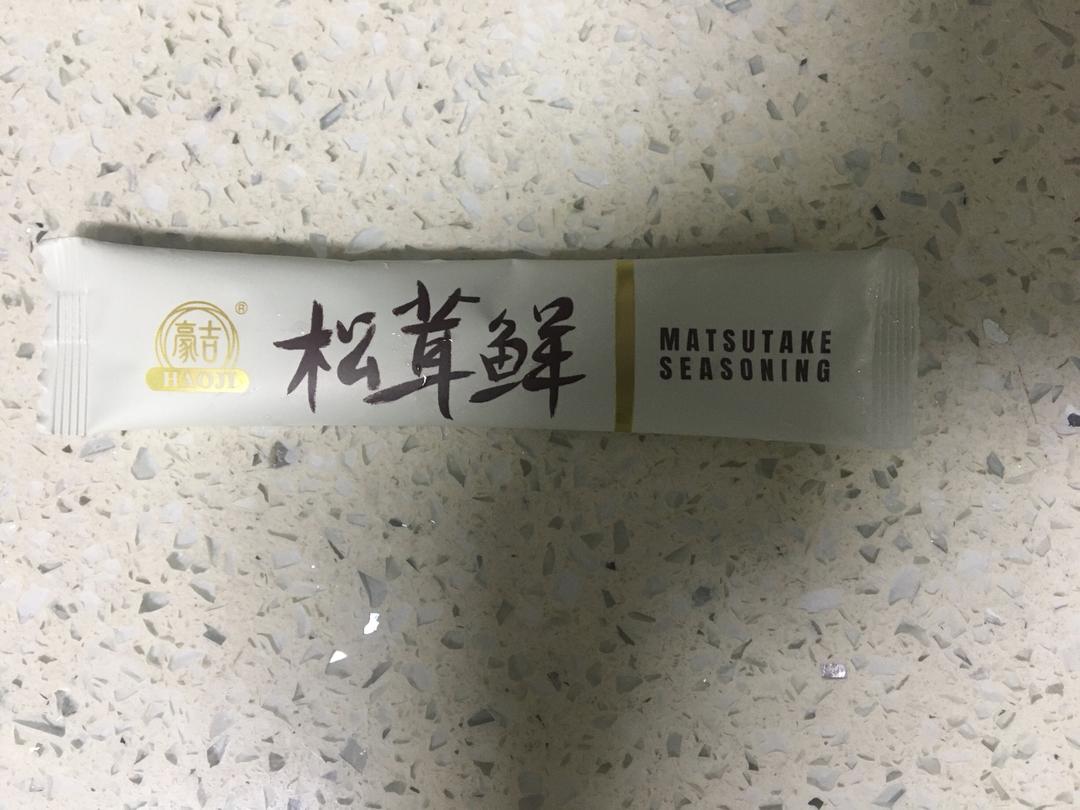 豪吉
®
HAOJI
松茸鲜
MATSUTAKE
SEASONING